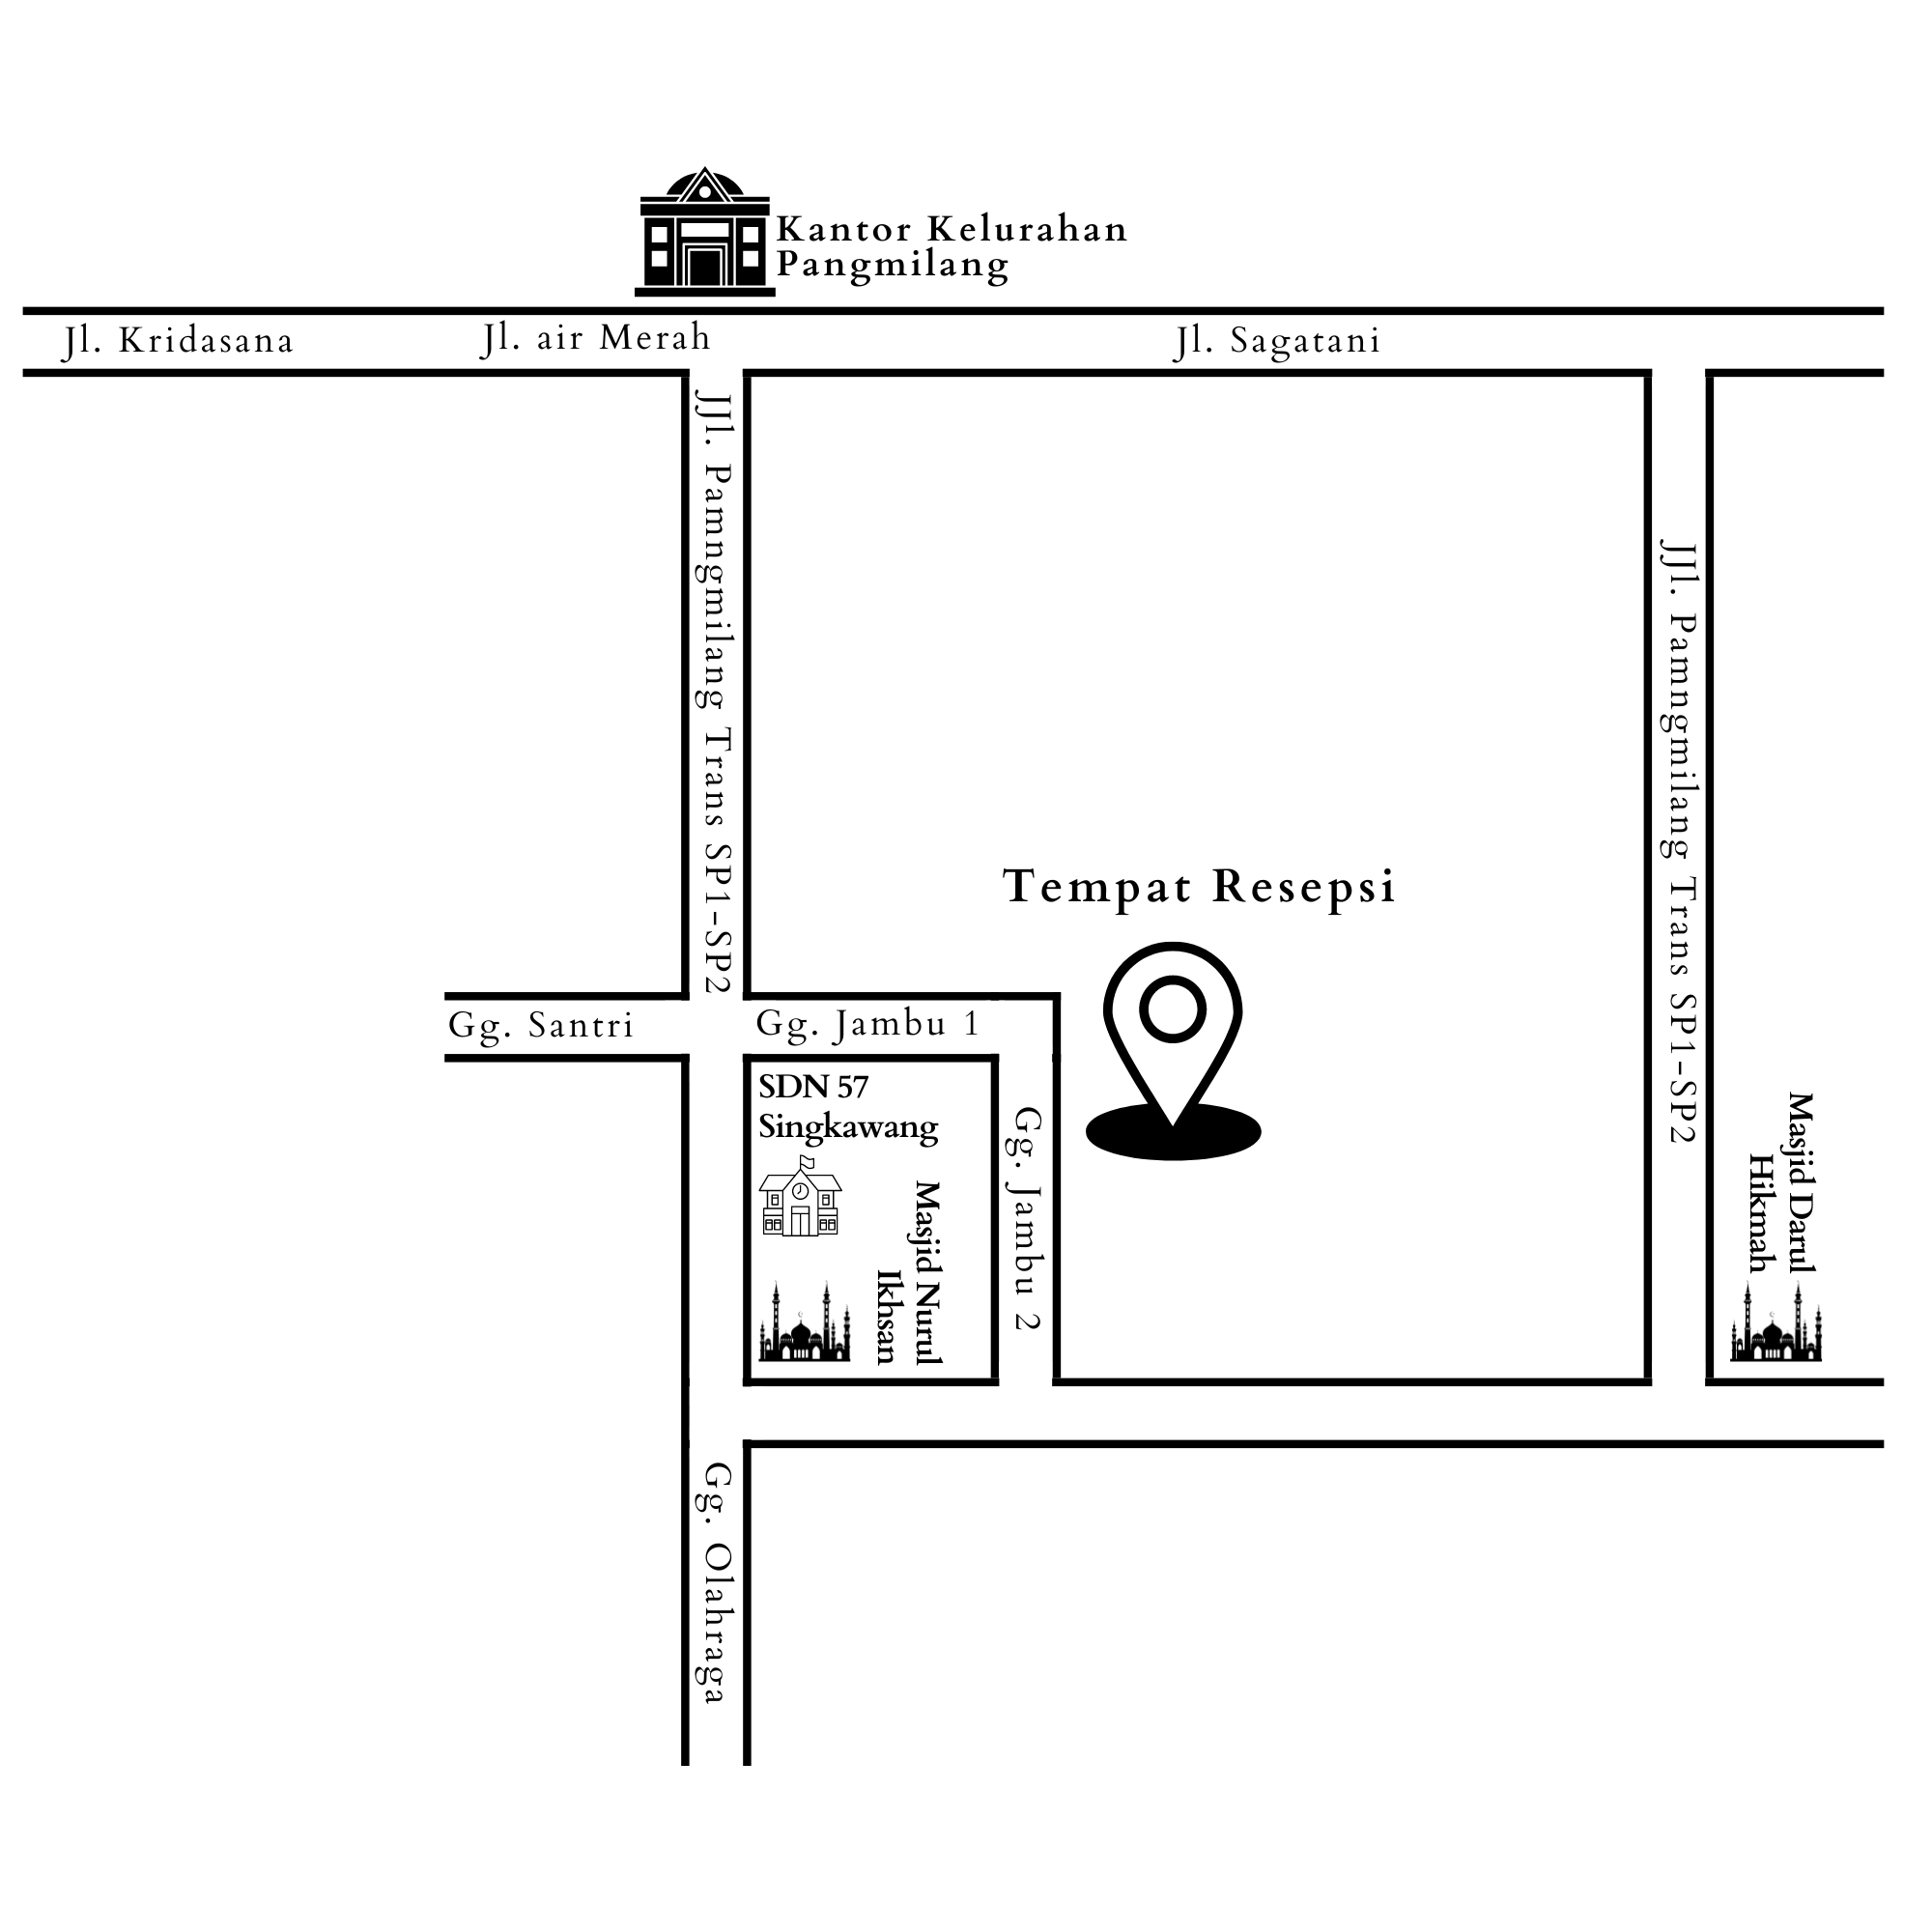 Kantor Kelurahan
Pangmilang
Jl. Kridasana
Jl. air Merah
Jl. Sagatani
JJl. Pamngmilang Trans SP1-SP2
JJl. Pamngmilang Trans SP1-SP2
Tempat Resepsi
Gg. Santri
Gg. Jambu 1
SDN 57
Singkawang
Gg. Jambu 2
Masjid Nurul
Ikhsan
Masjid Darul
Hikmah
Gg. Olahraga